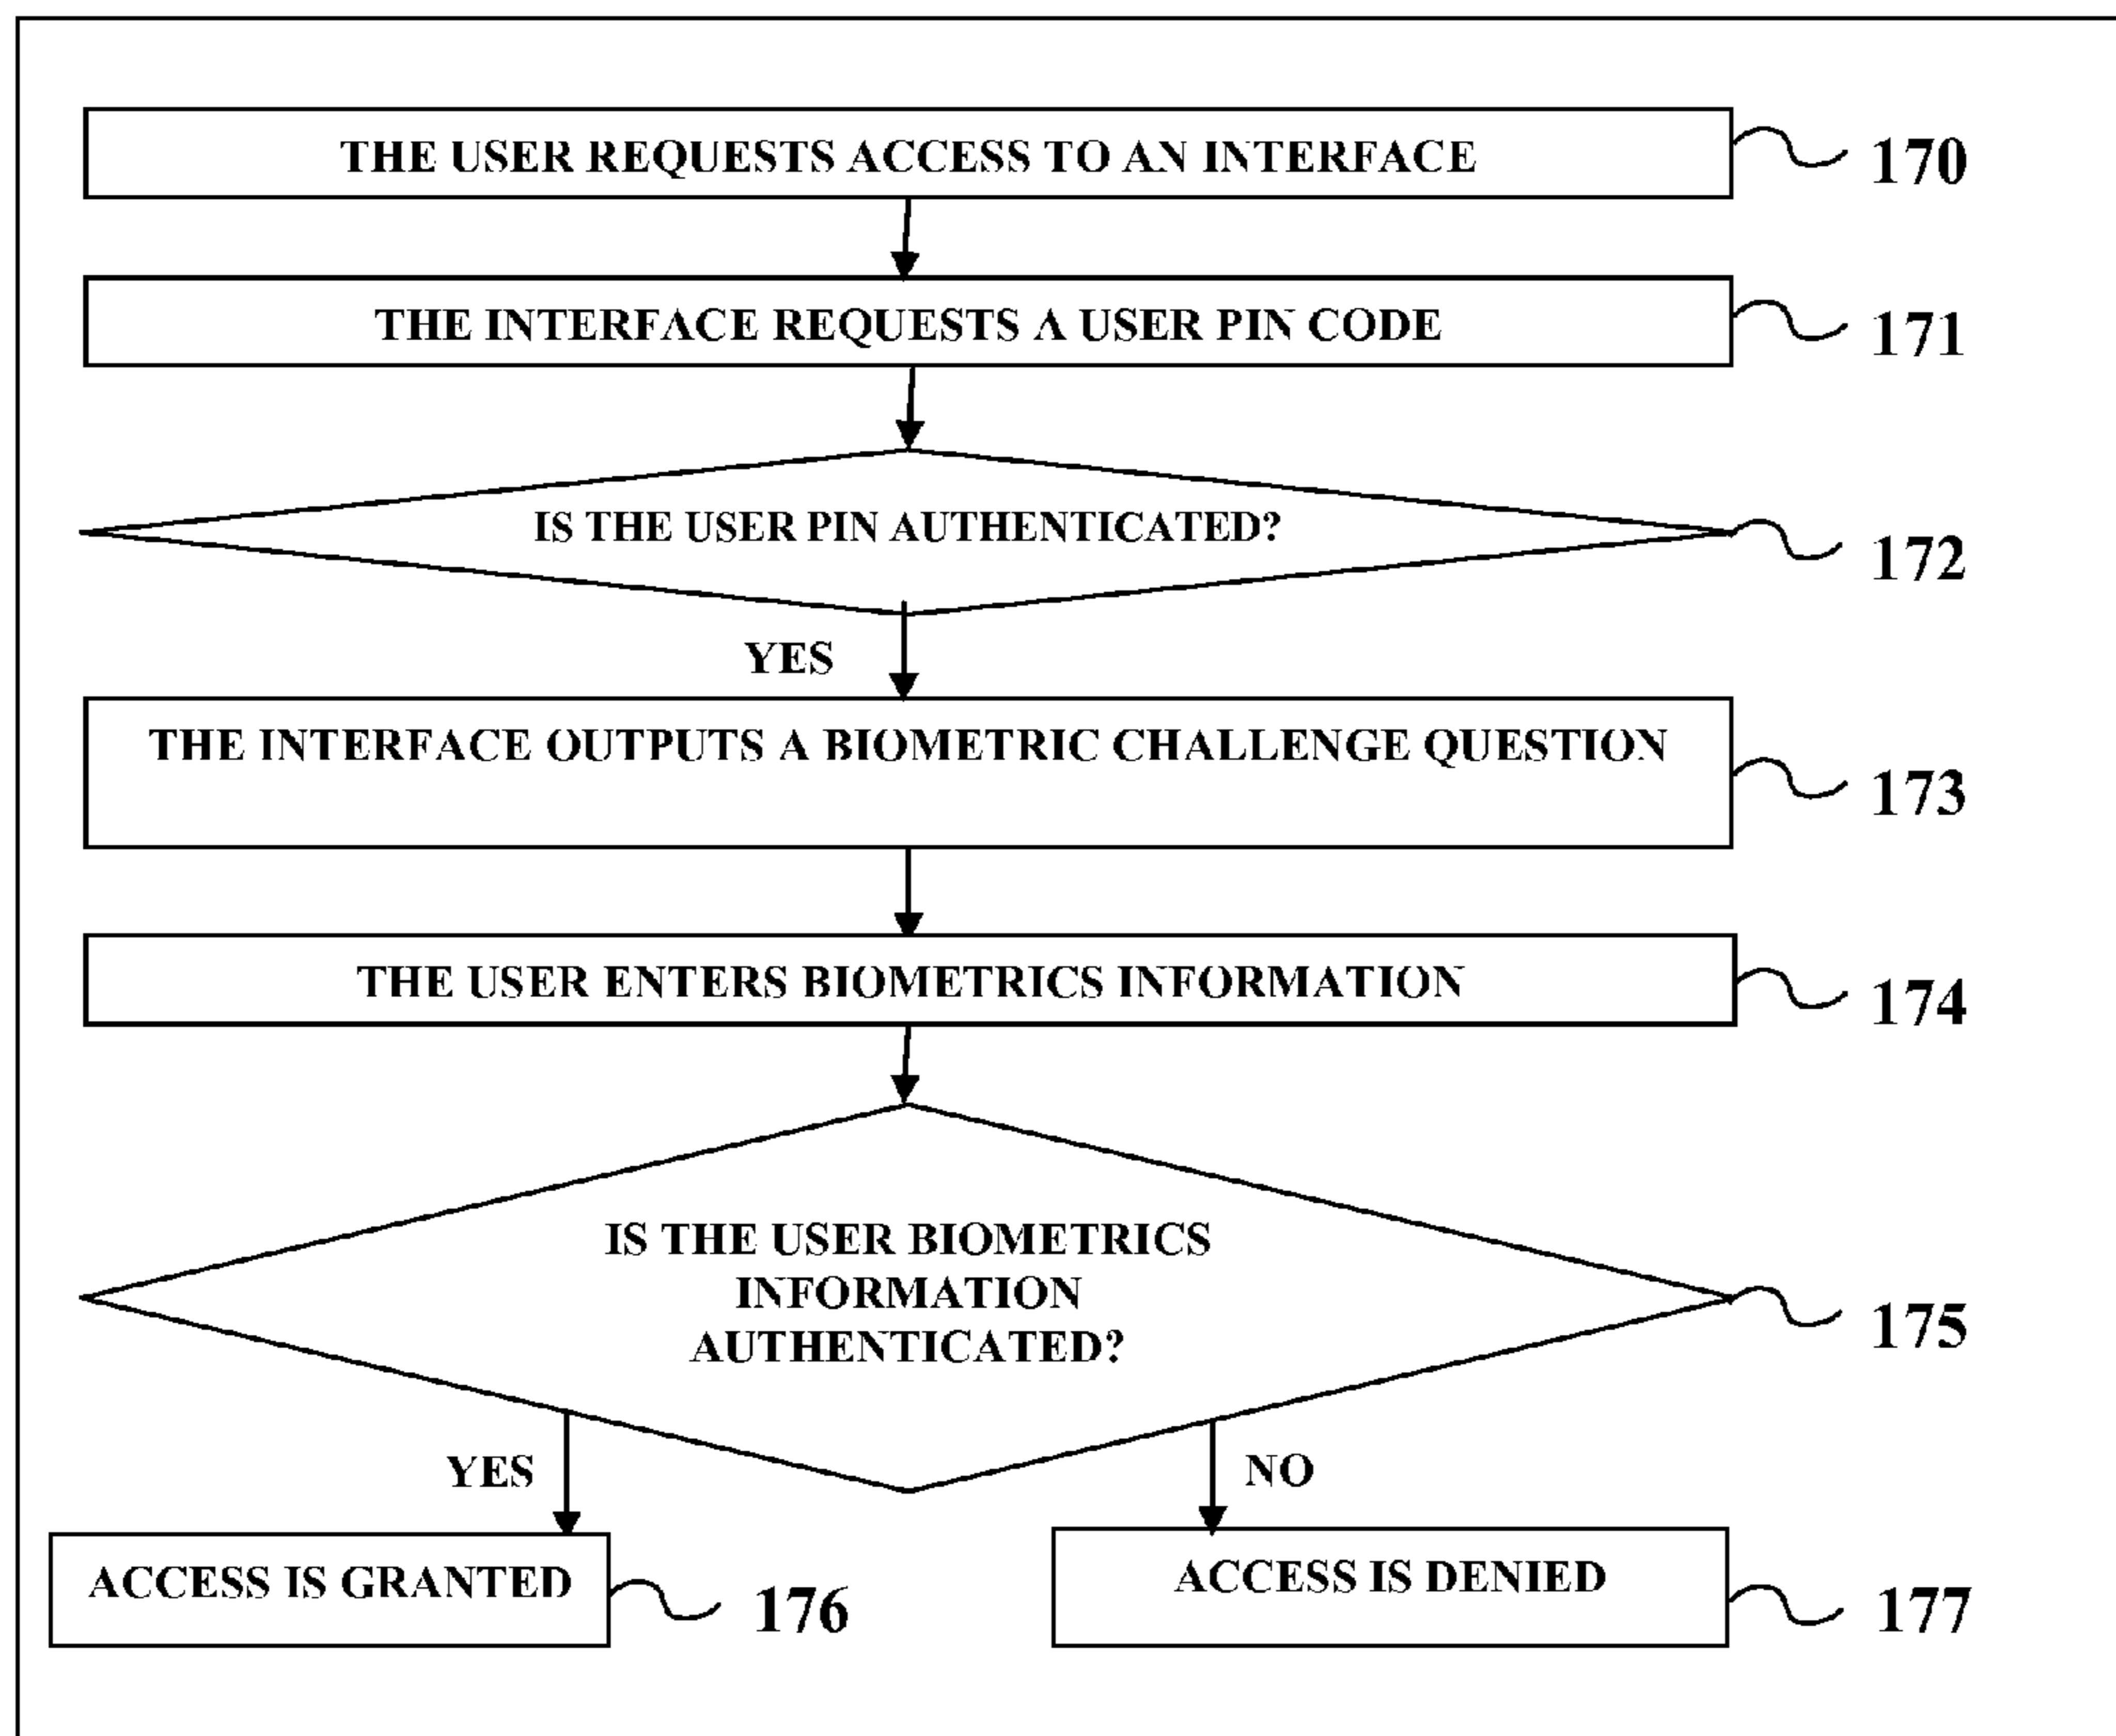 THE USER REQUESTS ACCESS TO AN INTERFACE
170
THE INTERFACE REQUESTS A USER PIN CODE
171
IS THE USER PIN AUTHENTICATED?
172
YES
THE INTERFACE OUTPUTS A BIOMETRIC CHALLENGE QUESTION
173
THE USER ENTERS BIOMETRICS INFORMATION
174
IS THE USER BIOMETRICS
INFORMATION
AUTHENTICATED?
175
YES
NO
ACCESS IS GRANTED
176
ACCESS IS DENIED
177